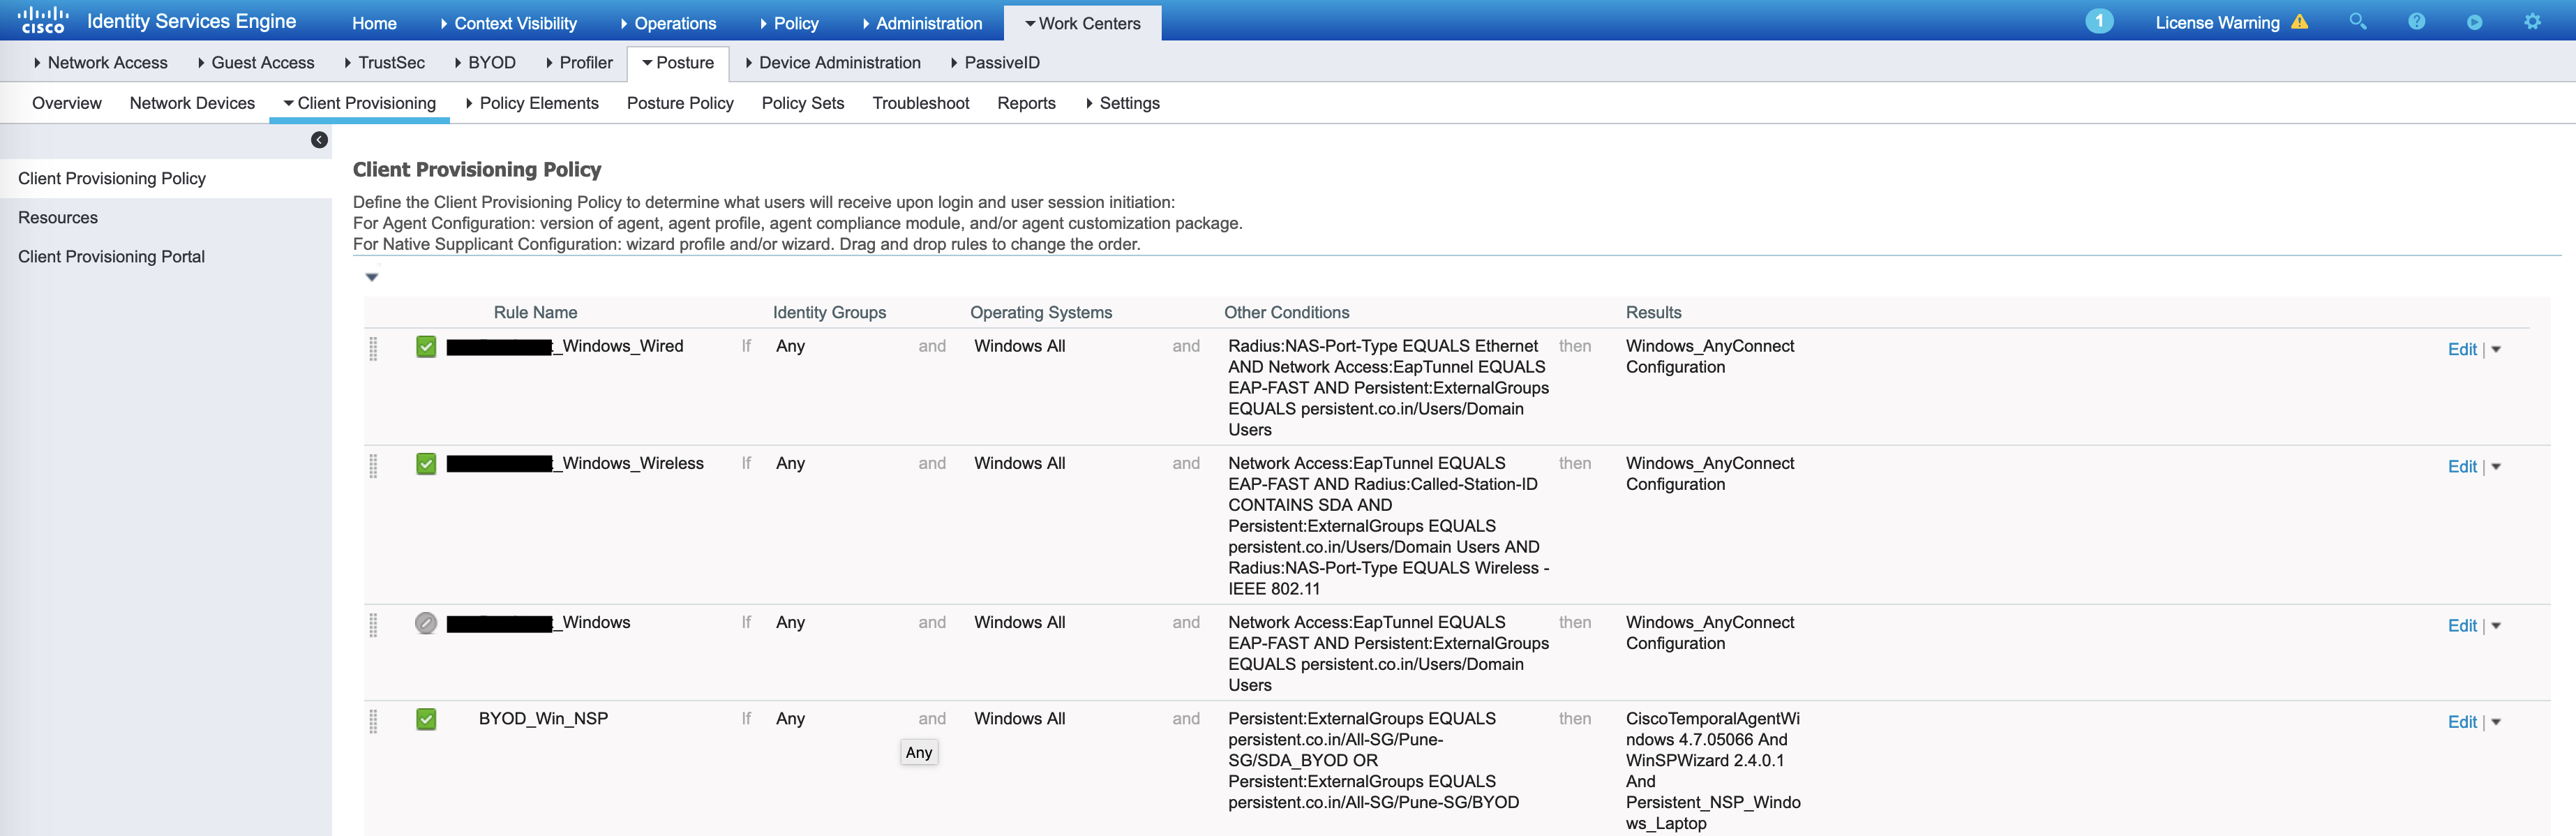 cisco Identity Services Engine Home Context Visibility Operations Policy Administration Work Centers 1 License Warning
Network Access Guest Access TrustSec BYOD Profiler Posture Device Administration PassiveID
Overview Network Devices Client Provisioning Policy Elements Posture Policy Policy Sets Troubleshoot Reports Settings
Client Provisioning Policy
Resources
Client Provisioning Portal
Client Provisioning Policy
Define the Client Provisioning Policy to determine what users will receive upon login and user session initiation:
For Agent Configuration: version of agent, agent profile, agent compliance module, and/or agent customization package.
For Native Supplicant Configuration: wizard profile and/or wizard. Drag and drop rules to change the order.
Rule Name Identity Groups Operating Systems Other Conditions Results
_Windows_Wired If Any and Windows All and Radius:NAS-Port-Type EQUALS Ethernet then Windows_AnyConnect Edit |
AND Network Access:EapTunnel EQUALS Configuration
EAP-FAST AND Persistent:ExternalGroups
EQUALS persistent.co.in/Users/Domain
Users
_Windows_Wireless If Any and Windows All and Network Access:EapTunnel EQUALS then Windows_AnyConnect Edit |
EAP-FAST AND Radius:Called-Station-ID Configuration
CONTAINS SDA AND
Persistent:ExternalGroups EQUALS
persistent.co.in/Users/Domain Users AND
Radius:NAS-Port-Type EQUALS Wireless -
IEEE 802.11
_Windows If Any and Windows All and Network Access:EapTunnel EQUALS then Windows_AnyConnect Edit |
EAP-FAST AND Persistent:ExternalGroups Configuration
EQUALS persistent.co.in/Users/Domain
Users
BYOD_Win_NSP If Any and Windows All and Persistent:ExternalGroups EQUALS then CiscoTemporalAgentWi Edit |
persistent.co.in/All-SG/Pune- ndows 4.7.05066 And
Any
SG/SDA_BYOD OR WinSPWizard 2.4.0.1
Persistent:ExternalGroups EQUALS And
persistent.co.in/All-SG/Pune-SG/BYOD Persistent_NSP_Windo
ws_Laptop